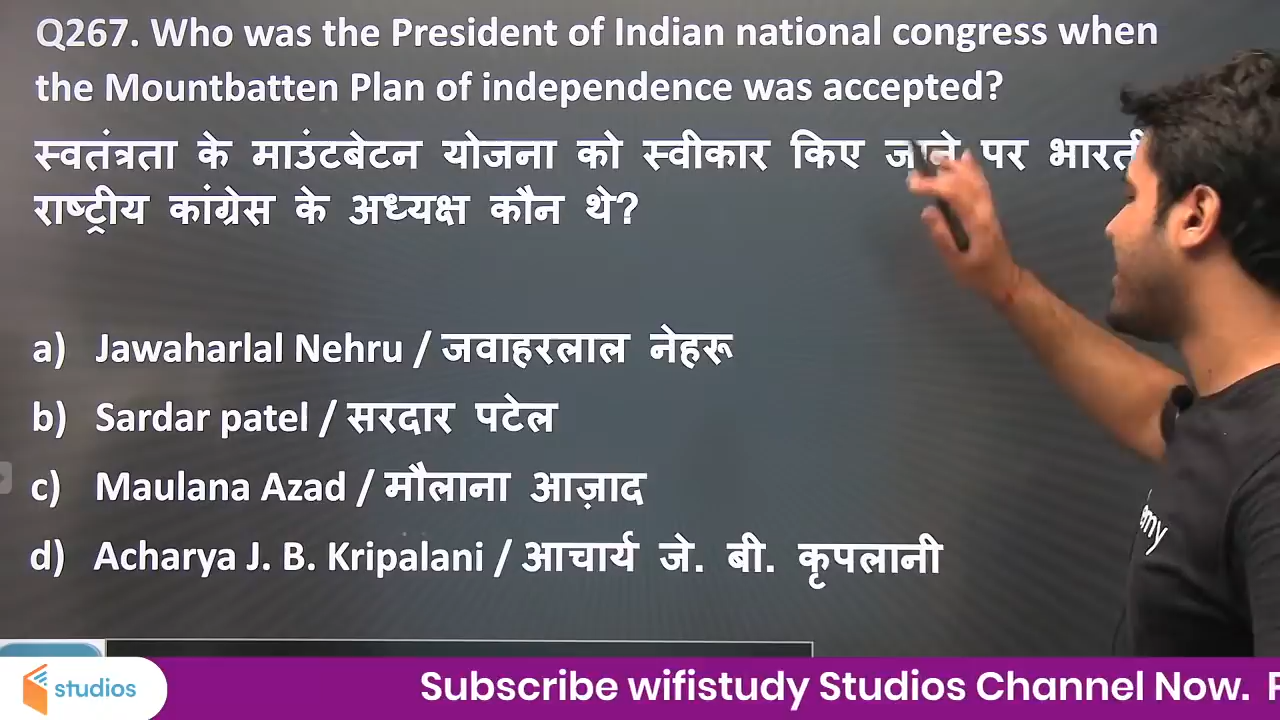 Q267. Who was the President of Indian national congress when
the Mountbatten Plan of independence was accepted?
स्वतंत्रता के माउंटबेटन योजना को स्वीकार किए जाने पर
राष्ट्रीय कांग्रेस के अध्यक्ष कौन थे?
a) Jawaharlal Nehru / जवाहरलाल नेहरू
b) Sardar patel / सरदार पटेल
c) Maulana Azad / मौलाना आज़ाद
d) Acharya J. B. Kripalani / आचार्य जे. बी. कृपलानी
studios
Subscribe wifistudy Studios Channel Now.